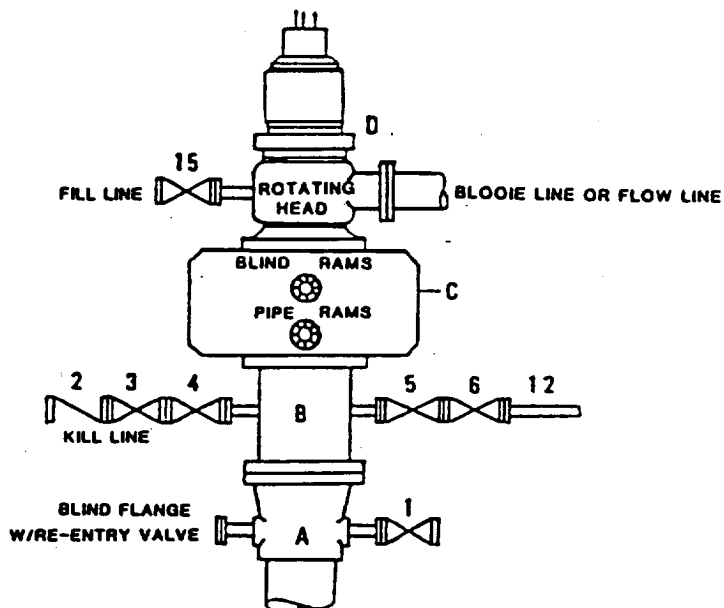 D
15
FILL LINE
ROTATING
HEAD
BLOOIE LINE OR FLOW LINE
BLIND RAMS
C
PIPE RAMS
2 3 4
5 6 12
B
KILL LINE
BLIND FLANGE
W/RE-ENTRY VALVE
A
1